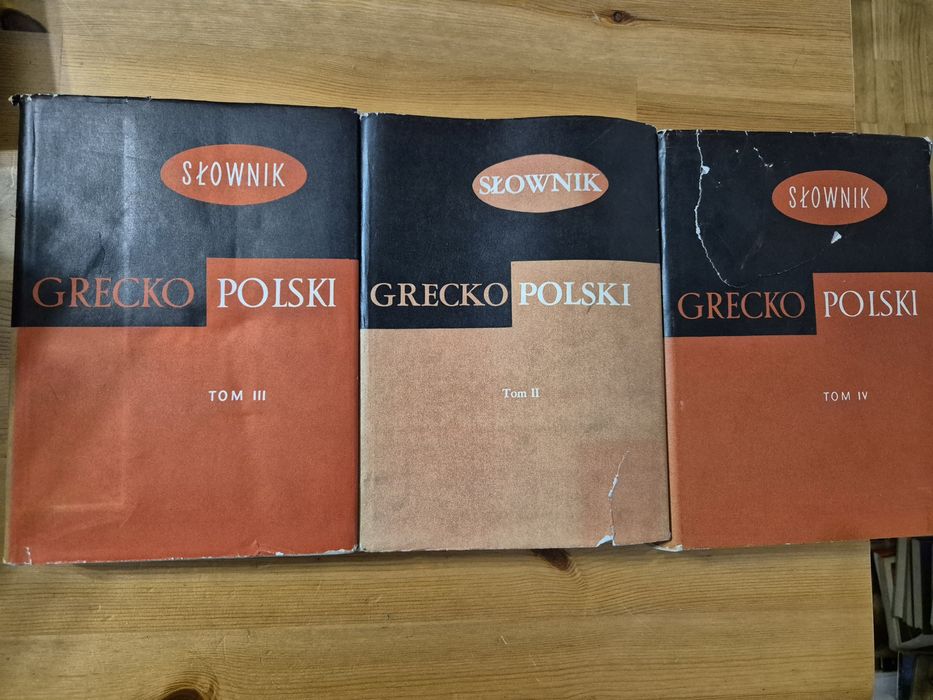 SŁOWNIK
GRECKO POLSKI
TOM III
SŁOWNIK
GRECKO POLSKI
Tom II
SŁOWNIK
GRECKO POLSKI
TOM IV